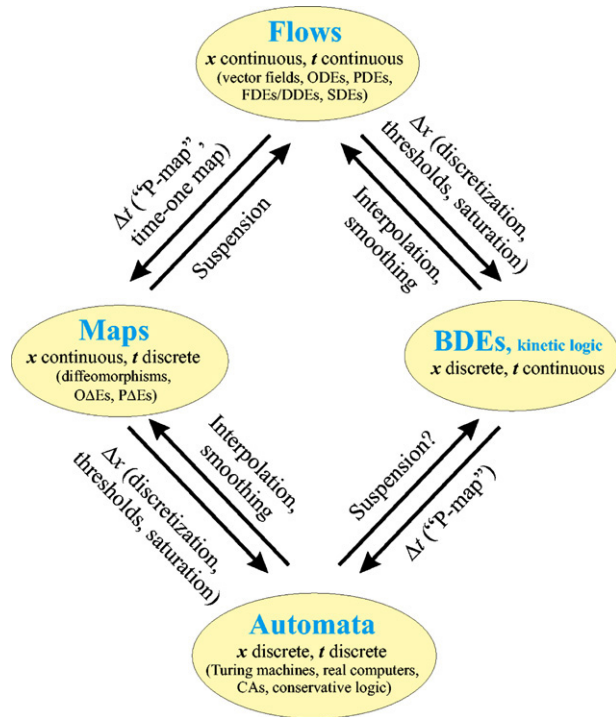 Flows
x continuous, t continuous
(vector fields, ODEs, PDEs,
FDEs/DDEs, SDEs)
Δt (“P-map”,
time-one map)
Suspension
Δx (discretization,
thresholds, saturation)
Interpolation,
smoothing
Maps
x continuous, t discrete
(diffeomorphisms,
OΔEs, PΔEs)
BDEs, kinetic logic
x discrete, t continuous
Δx (discretization,
thresholds, saturation)
Interpolation,
smoothing
Suspension?
Δt (“P-map”)
Automata
x discrete, t discrete
(Turing machines, real computers,
CAs, conservative logic)